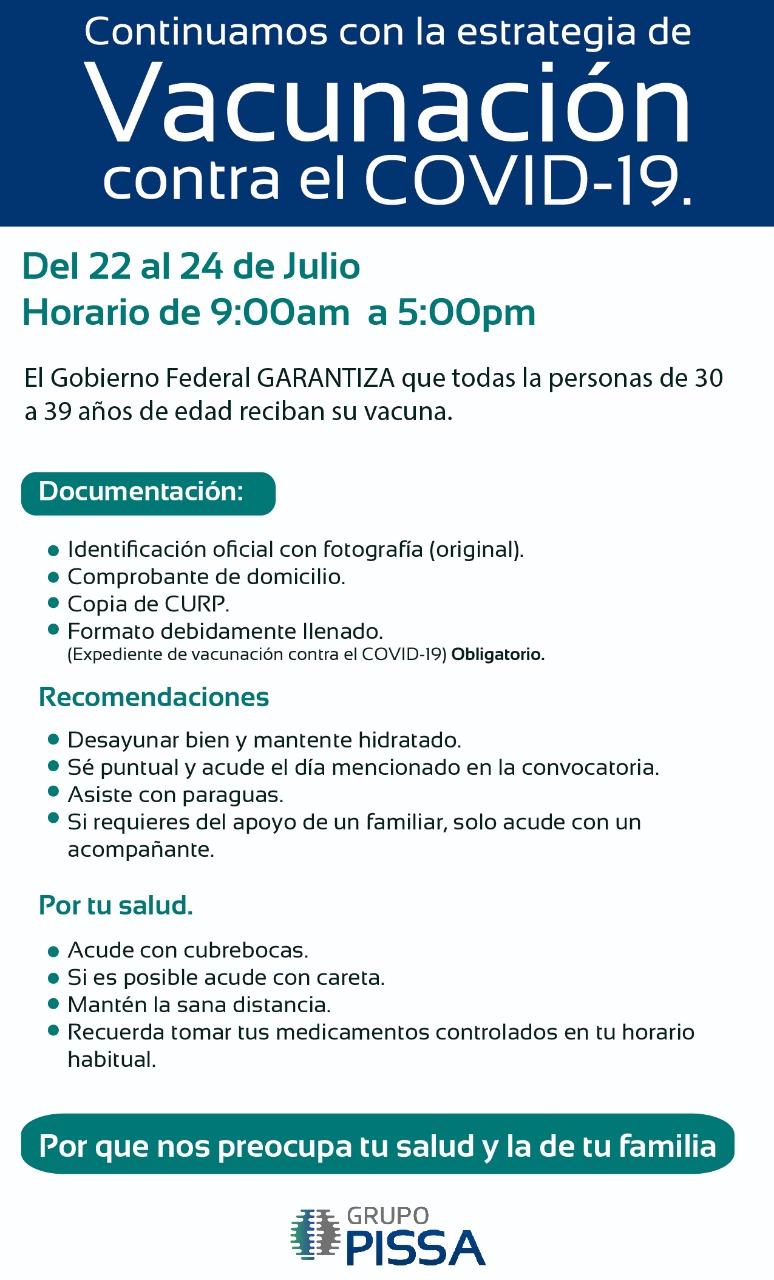 Continuamos con la estrategia de
Vacunación
contra el COVID-19.
Del 22 al 24 de Julio
Horario de 9:00am a 5:00pm
El Gobierno Federal GARANTIZA que todas la personas de 30
a 39 años de edad reciban su vacuna.
Documentación:
• Identificación oficial con fotografía (original).
• Comprobante de domicilio.
• Copia de CURP.
• Formato debidamente llenado.
(Expediente de vacunación contra el COVID-19) Obligatorio.
Recomendaciones
• Desayunar bien y mantente hidratado.
• Sé puntual y acude el día mencionado en la convocatoria.
• Asiste con paraguas.
• Si requieres del apoyo de un familiar, solo acude con un
acompañante.
Por tu salud.
• Acude con cubrebocas.
• Si es posible acude con careta.
• Mantén la sana distancia.
• Recuerda tomar tus medicamentos controlados en tu horario
habitual.
Por que nos preocupa tu salud y la de tu familia
GRUPO
PISSA